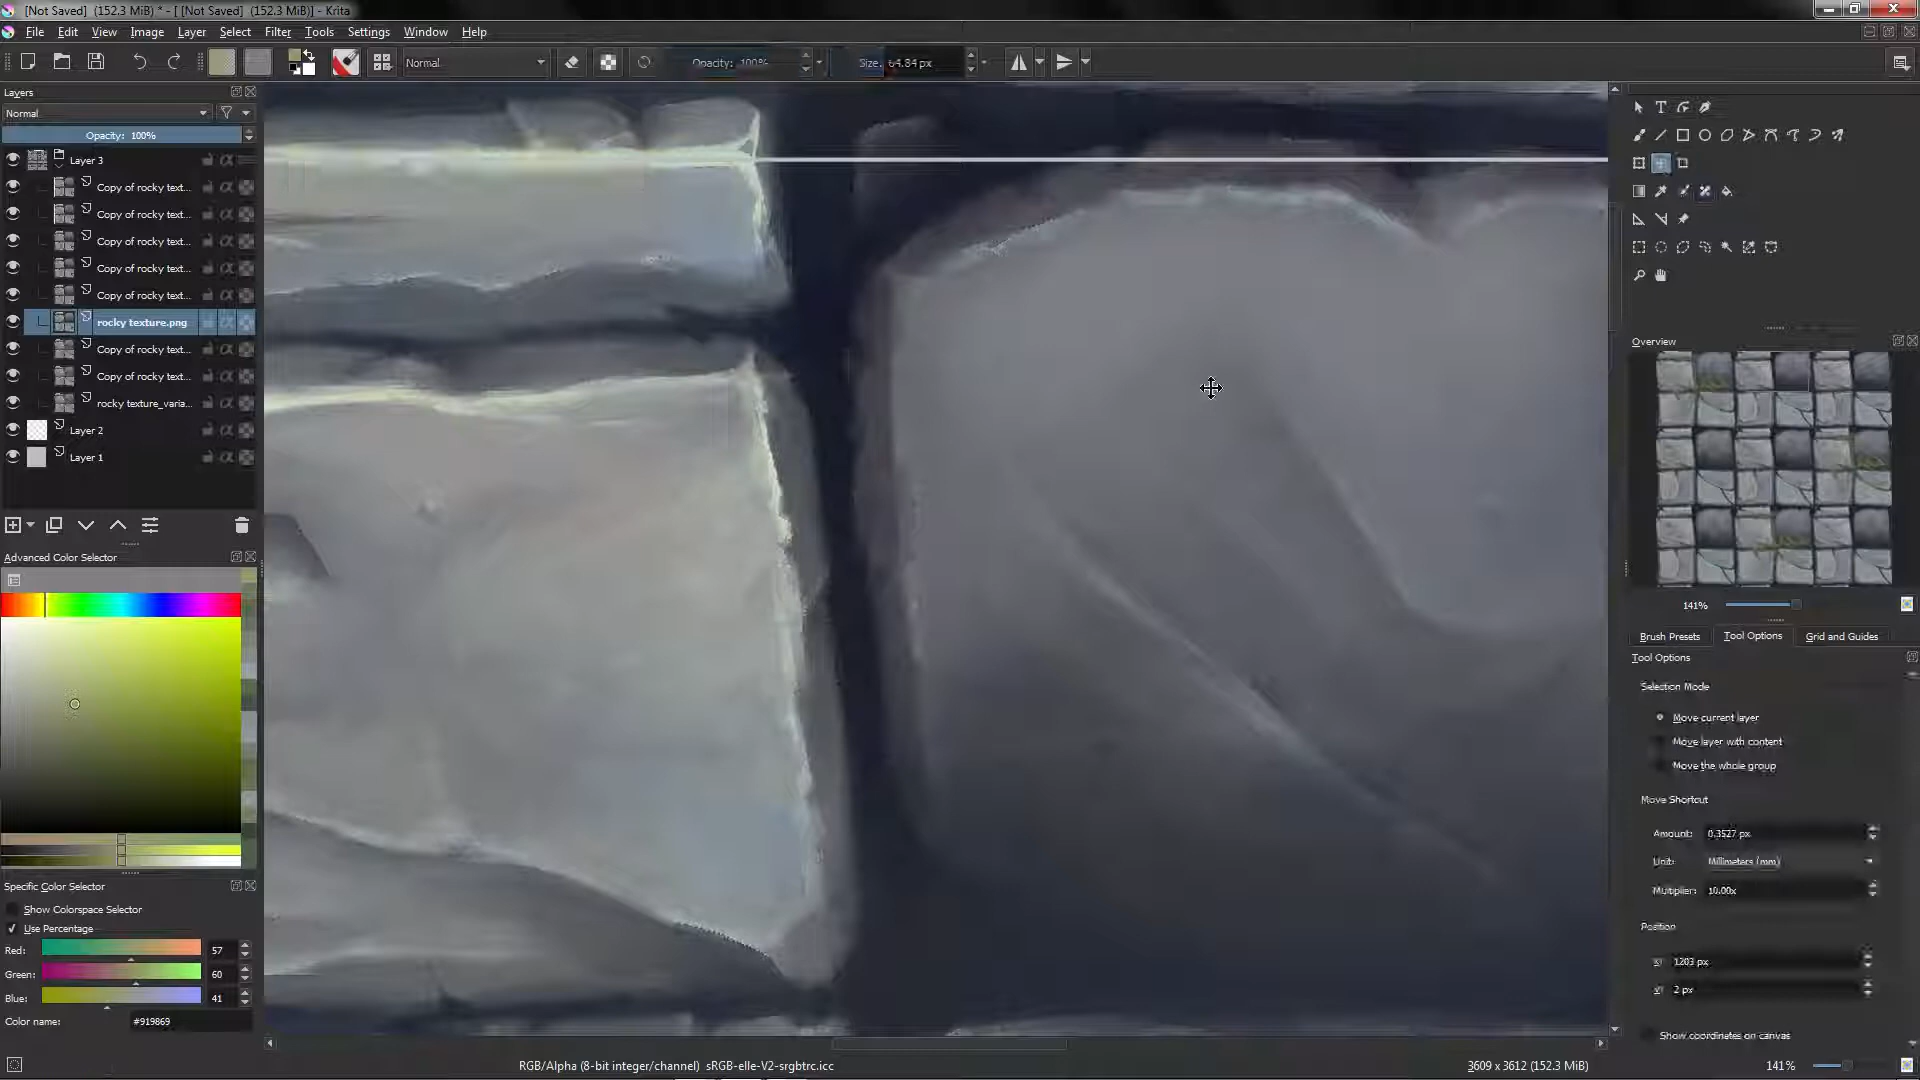 [Not Saved]  (152.3 MiB) * - [ [Not Saved]  (152.3 MiB)] - Krita
File Edit View Image Layer Select Filter Tools Settings Window Help
Normal Opacity: 100% Size: 64.84 px
Layers
Normal
Opacity: 100%
Layer 3
Copy of rocky text...
Copy of rocky text...
Copy of rocky text...
Copy of rocky text...
Copy of rocky text...
rocky texture.png
Copy of rocky text...
Copy of rocky text...
rocky texture_varia...
Layer 2
Layer 1
Advanced Color Selector
Specific Color Selector
Show Colorspace Selector
Use Percentage
Red: 57
Green: 60
Blue: 41
Color name: #919869
Overview
141%
Brush Presets Tool Options Grid and Guides
Tool Options
Selection Mode
Move current layer
Move layer with content
Move the whole group
Move Shortcut
Amount: 0.3527 px
Unit: Millimeters (mm)
Multiplier: 10.00x
Position
x: 1203 px
y: 2 px
Show coordinates on canvas
RGB/Alpha (8-bit integer/channel)  sRGB-elle-V2-srgbtrc.icc
3609 x 3612 (152.3 MiB)
141%